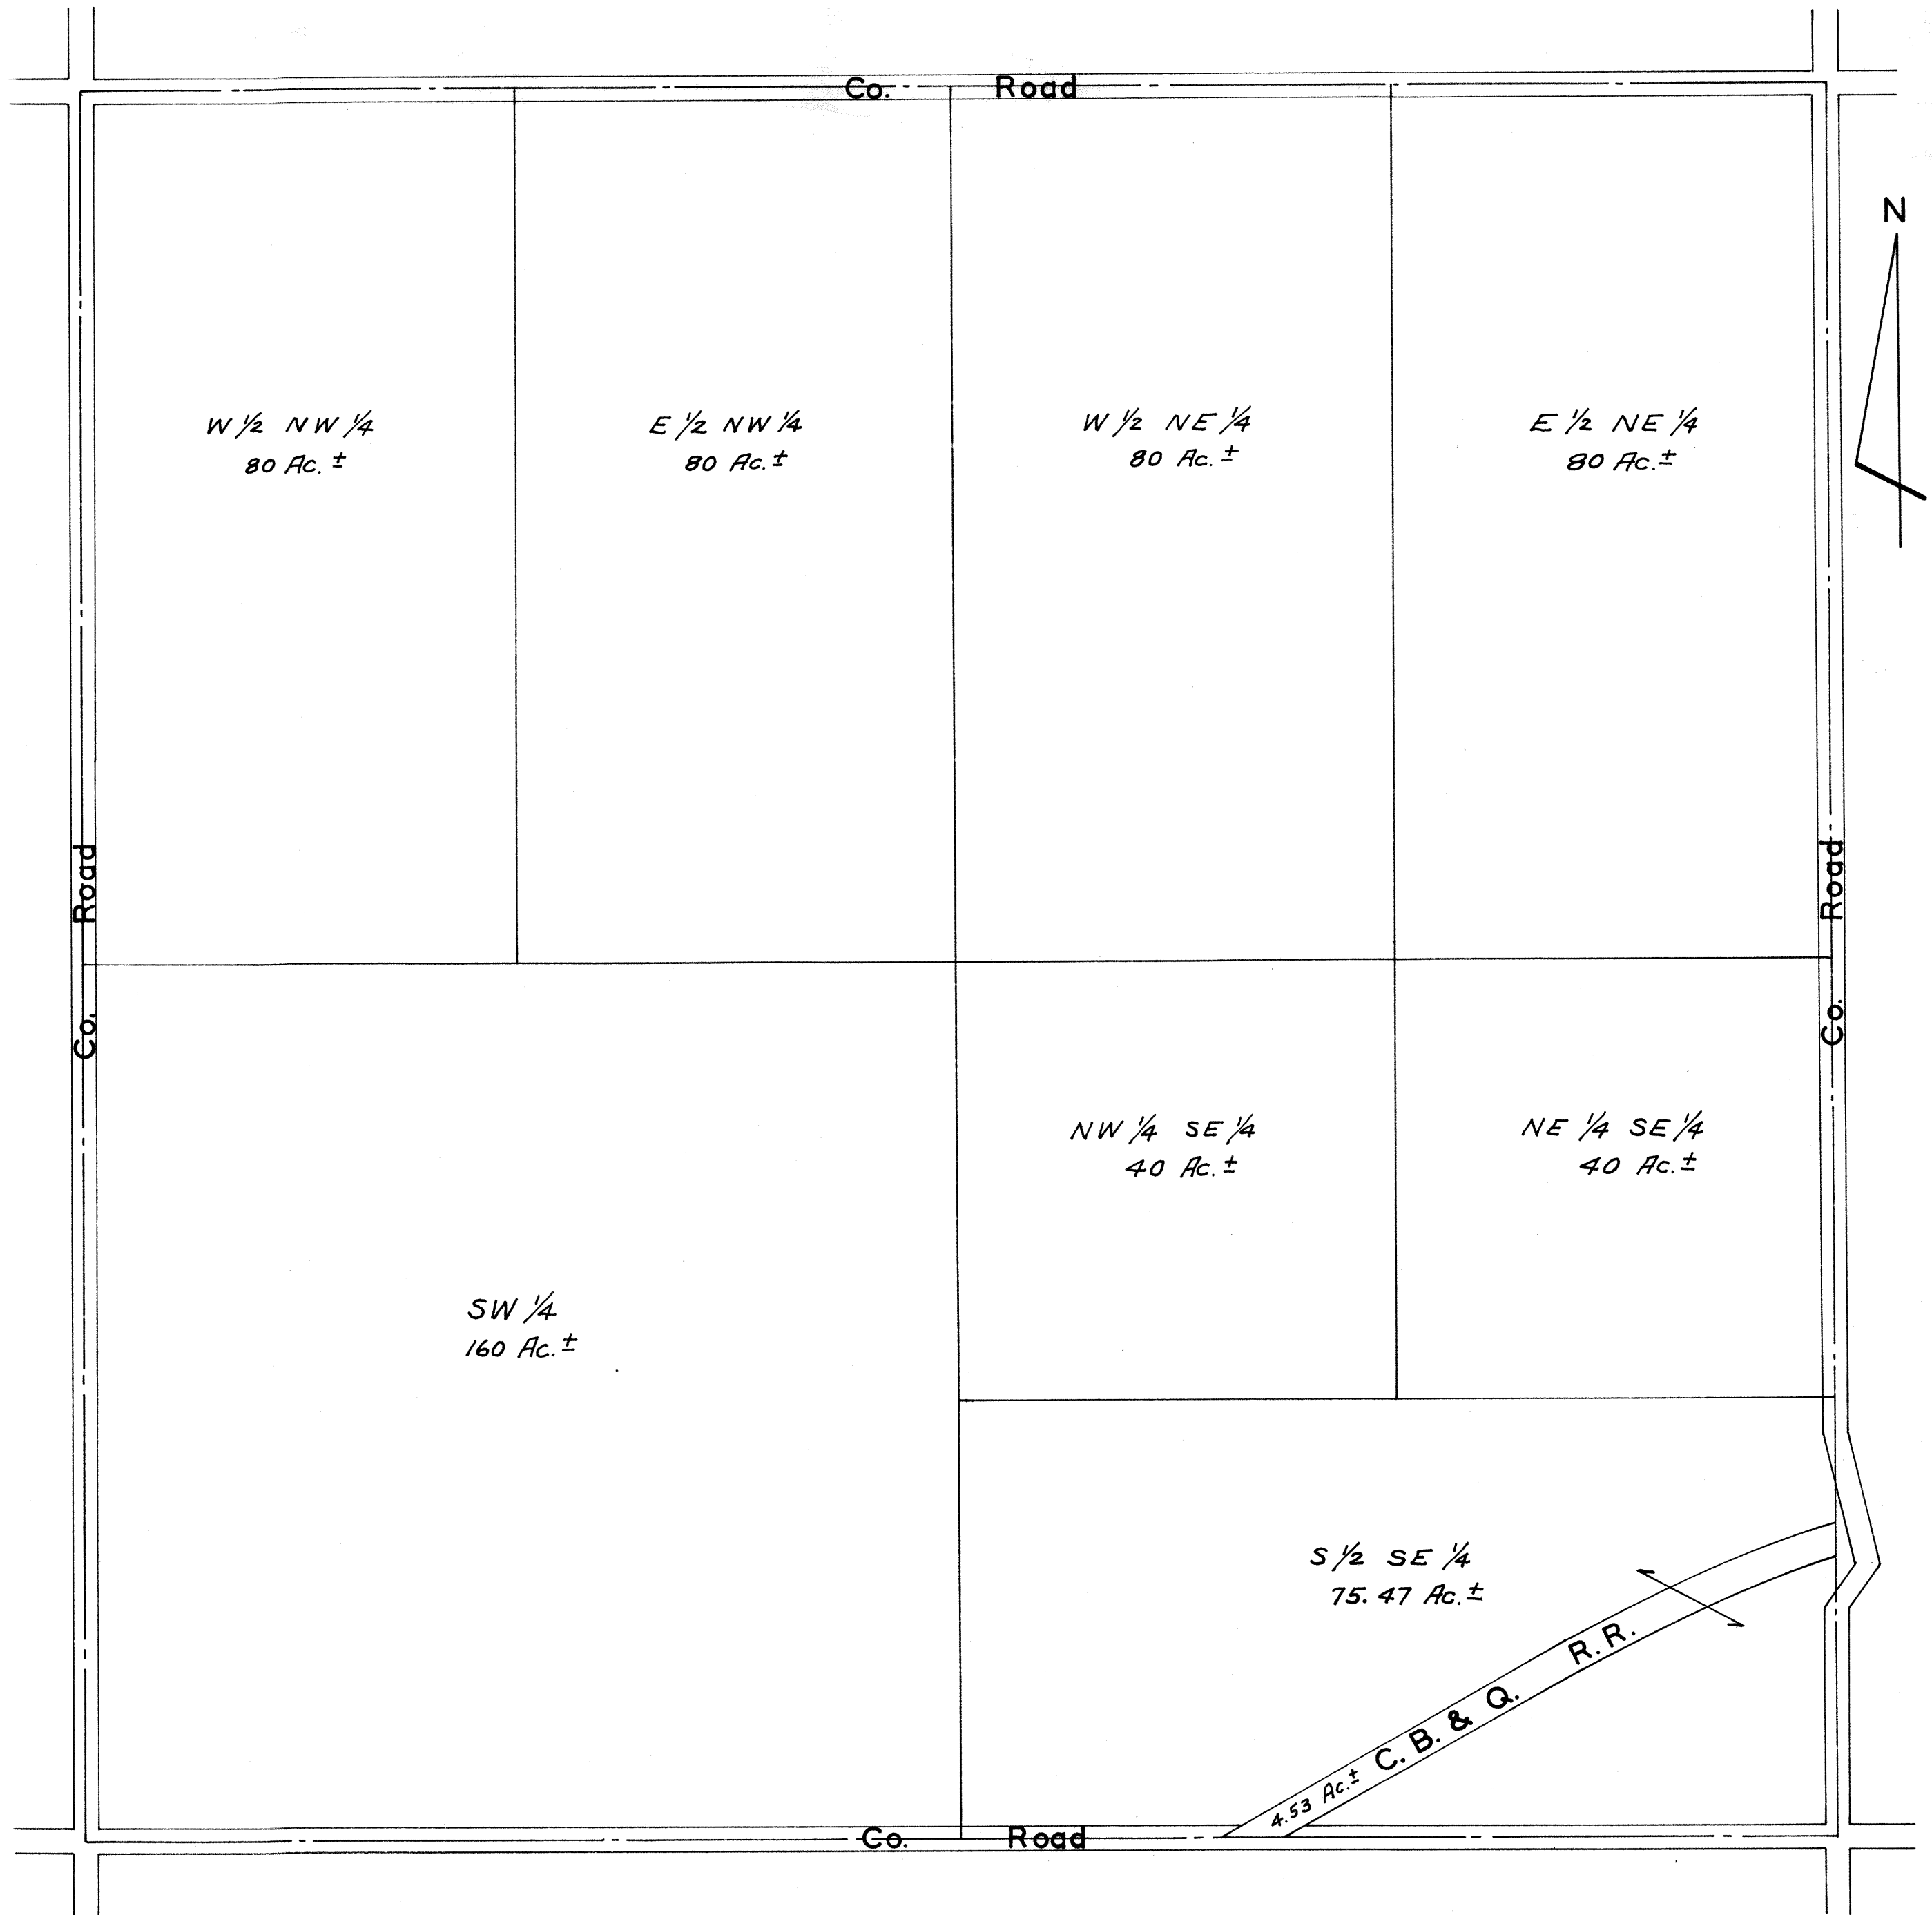 Co. Road
N
W 1/2 NW 1/4
80 Ac. ±
E 1/2 NW 1/4
80 Ac. ±
W 1/2 NE 1/4
80 Ac. ±
E 1/2 NE 1/4
80 Ac. ±
Co. Road
Co. Road
NW 1/4 SE 1/4
40 Ac. ±
NE 1/4 SE 1/4
40 Ac. ±
SW 1/4
160 Ac. ±
S 1/2 SE 1/4
75.47 Ac. ±
4.53 Ac. ± C. B. & Q. R. R.
Co. Road